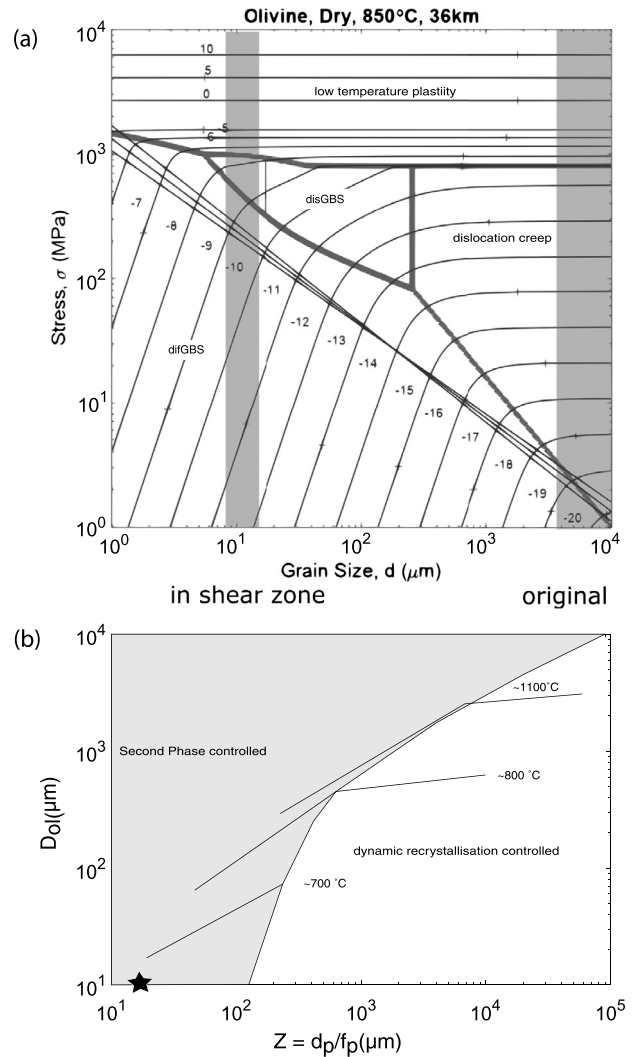 (a)
Olivine, Dry, 850°C, 36km
10⁴
10
5
low temperature plastiity
0
-5
-6
10³
disGBS
-7
-8
dislocation creep
-9
-10
10²
-11
-12
-13
difGBS
-14
-15
10¹
-16
-17
-18
-19
-20
10⁰
Stress, σ (MPa)
10⁰ 10¹ 10² 10³ 10⁴
Grain Size, d (μm)
in shear zone original
(b)
10⁴
~1100°C
10³
Second Phase controlled
~800 °C
dynamic recrystallisation controlled
10²
~700 °C
10¹
Dol(μm)
10¹ 10² 10³ 10⁴ 10⁵
Z = dp/fp(μm)